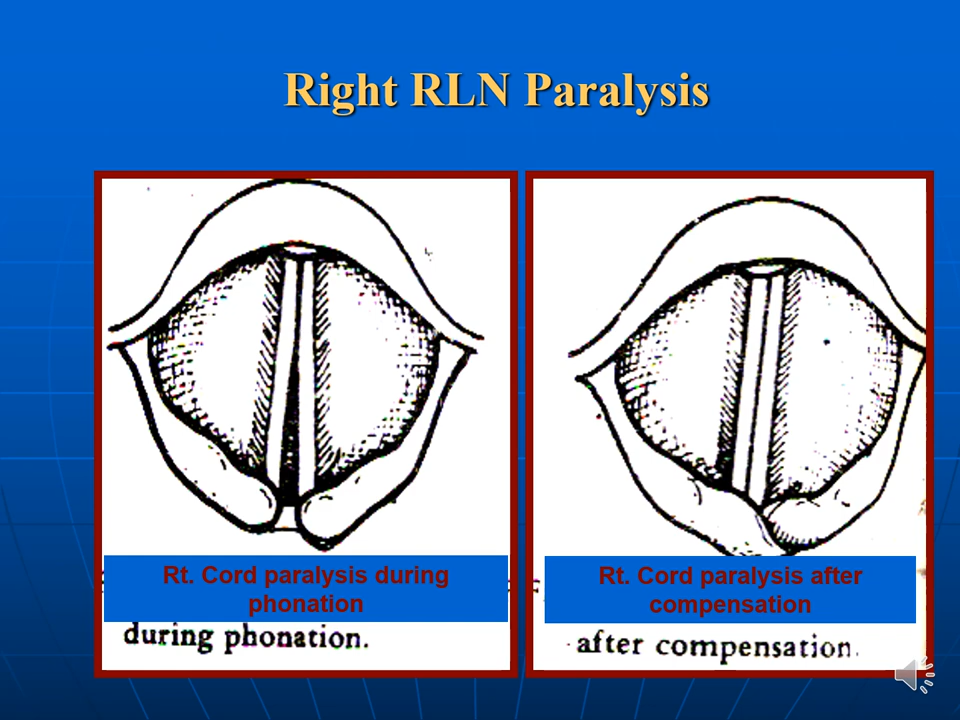 Right RLN Paralysis
Rt. Cord paralysis during
phonation
during phonation.
Rt. Cord paralysis after
compensation
after compensation.